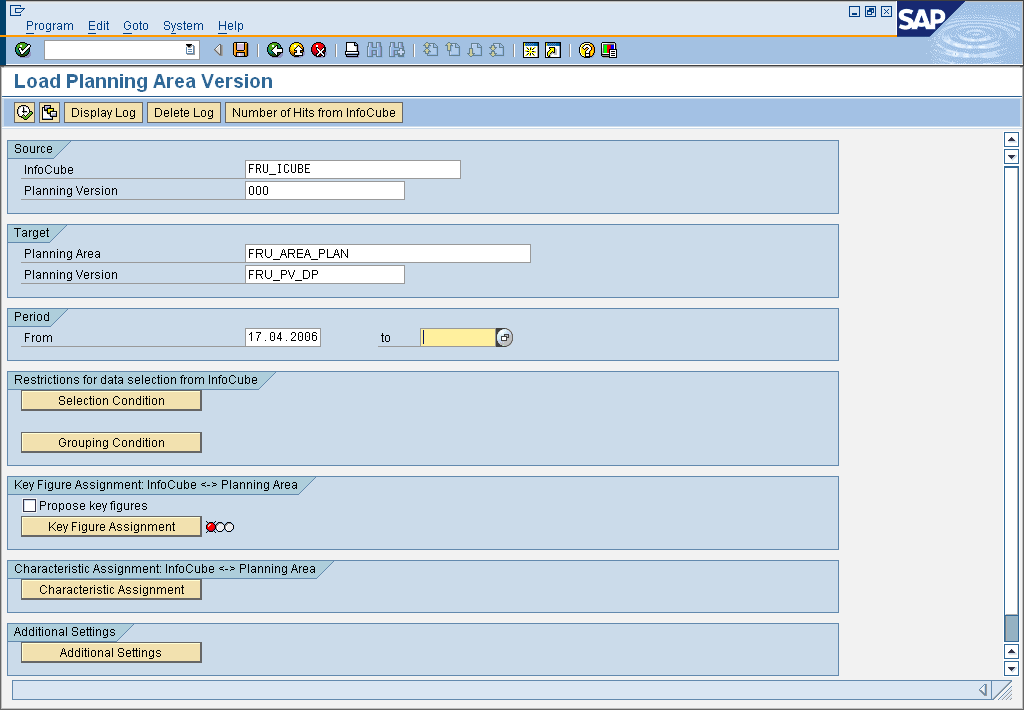 Program Edit Goto System Help
SAP
Load Planning Area Version
Display Log Delete Log Number of Hits from InfoCube
Source
InfoCube FRU_ICUBE
Planning Version 000
Target
Planning Area FRU_AREA_PLAN
Planning Version FRU_PV_DP
Period
From 17.04.2006 to
Restrictions for data selection from InfoCube
Selection Condition
Grouping Condition
Key Figure Assignment: InfoCube <-> Planning Area
Propose key figures
Key Figure Assignment
Characteristic Assignment: InfoCube <-> Planning Area
Characteristic Assignment
Additional Settings
Additional Settings